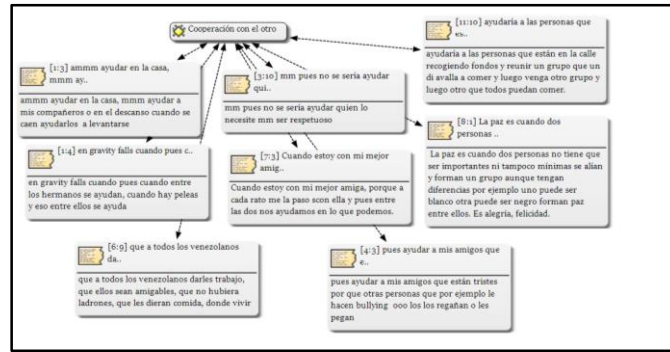 Cooperación con el otro
[11:10] ayudaría a las personas que
es..
ayudaría a las personas que están en la calle
recogiendo fondos y reunir un grupo que un
di avalla a comer y luego venga otro grupo y
luego otro que todos puedan comer.
[1:3] ammm ayudar en la casa,
mmm ay..
ammm ayudar en la casa, mmm ayudar a
mis compañeros o en el descanso cuando se
caen ayudarlos a levantarse
[3:10] mm pues no se seria ayudar
qui..
mm pues no se seria ayudar quien lo
necesite mm ser respetuoso
[8:1] La paz es cuando dos
personas ..
La paz es cuando dos personas no tiene que
ser importantes ni tampoco mínimas se alían
y forman un grupo aunque tengan
diferencias por ejemplo uno puede ser
blanco otra puede ser negro forman paz
entre ellos. Es alegría, felicidad.
[1:4] en gravity falls cuando pues c..
en gravity falls cuando pues cuando entre
los hermanos se ayudan, cuando hay peleas
y eso entre ellos se ayuda
[7:3] Cuando estoy con mi mejor
amig..
Cuando estoy con mi mejor amiga, porque a
cada rato me la paso scon ella y pues entre
las dos nos ayudamos en lo que podemos.
[6:9] que a todos los venezolanos
da..
que a todos los venezolanos darles trabajo,
que ellos sean amigables, que no hubiera
ladrones, que les dieran comida, donde vivir
[4:3] pues ayudar a mis amigos que
e..
pues ayudar a mis amigos que están tristes
por que otras personas que por ejemplo le
hacen bullying ooo los los regañan o les
pegan